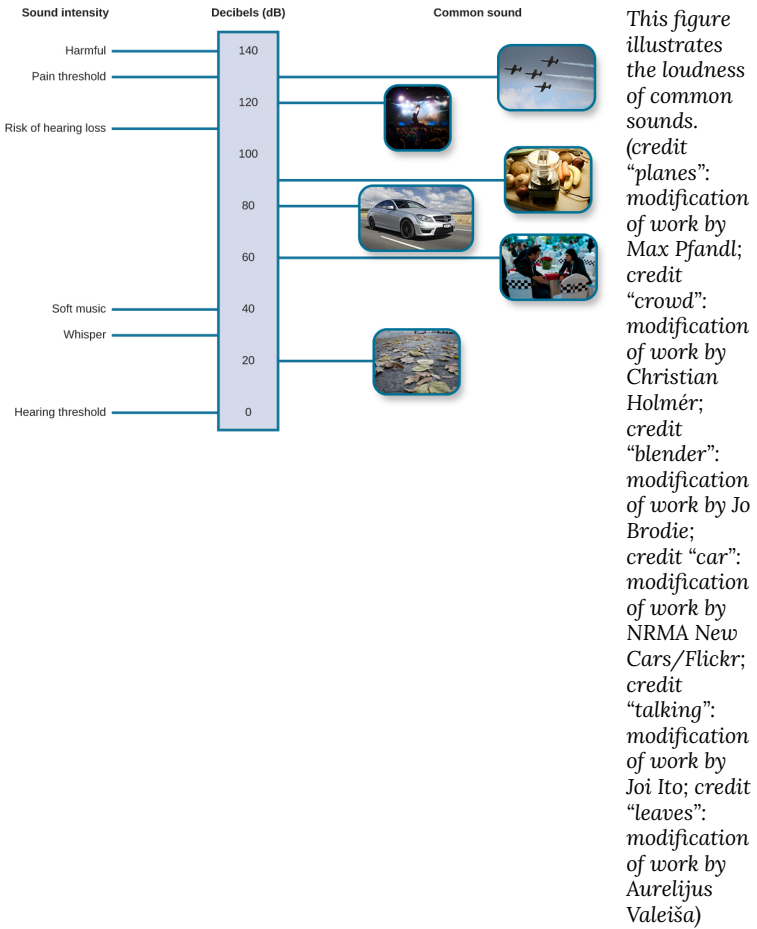 Sound intensity
Decibels (dB)
Common sound
Harmful
140
Pain threshold
120
Risk of hearing loss
100
80
60
Soft music
40
Whisper
20
Hearing threshold
0
This figure
illustrates
the loudness
of common
sounds.
(credit
“planes”:
modification
of work by
Max Pfandl;
credit
“crowd”:
modification
of work by
Christian
Holmér;
credit
“blender”:
modification
of work by Jo
Brodie;
credit “car”:
modification
of work by
NRMA New
Cars/Flickr;
credit
“talking”:
modification
of work by
Joi Ito; credit
“leaves”:
modification
of work by
Aurelijus
Valeiša)